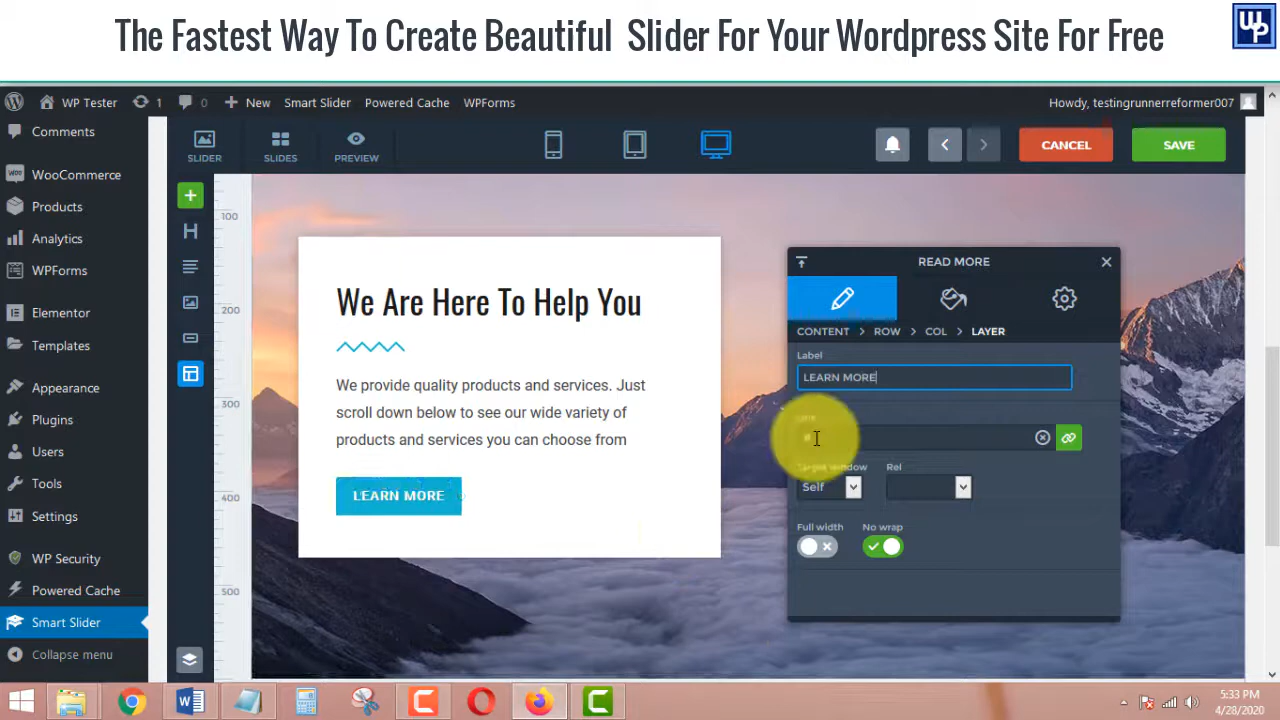 The Fastest Way To Create Beautiful Slider For Your Wordpress Site For Free
WP Tester
1
0
New
Smart Slider
Powered Cache
WPForms
Howdy, testingrunnerreformer007
Comments
WooCommerce
Products
Analytics
WPForms
Elementor
Templates
Appearance
Plugins
Users
Tools
Settings
WP Security
Powered Cache
Smart Slider
Collapse menu
SLIDER
SLIDES
PREVIEW
CANCEL
SAVE
H
100
200
300
400
500
We Are Here To Help You
We provide quality products and services. Just
scroll down below to see our wide variety of
products and services you can choose from
LEARN MORE
READ MORE
CONTENT > ROW > COL > LAYER
Label
LEARN MORE
Link
#
Target window
Rel
Self
Full width
No wrap
5:33 PM
4/28/2020